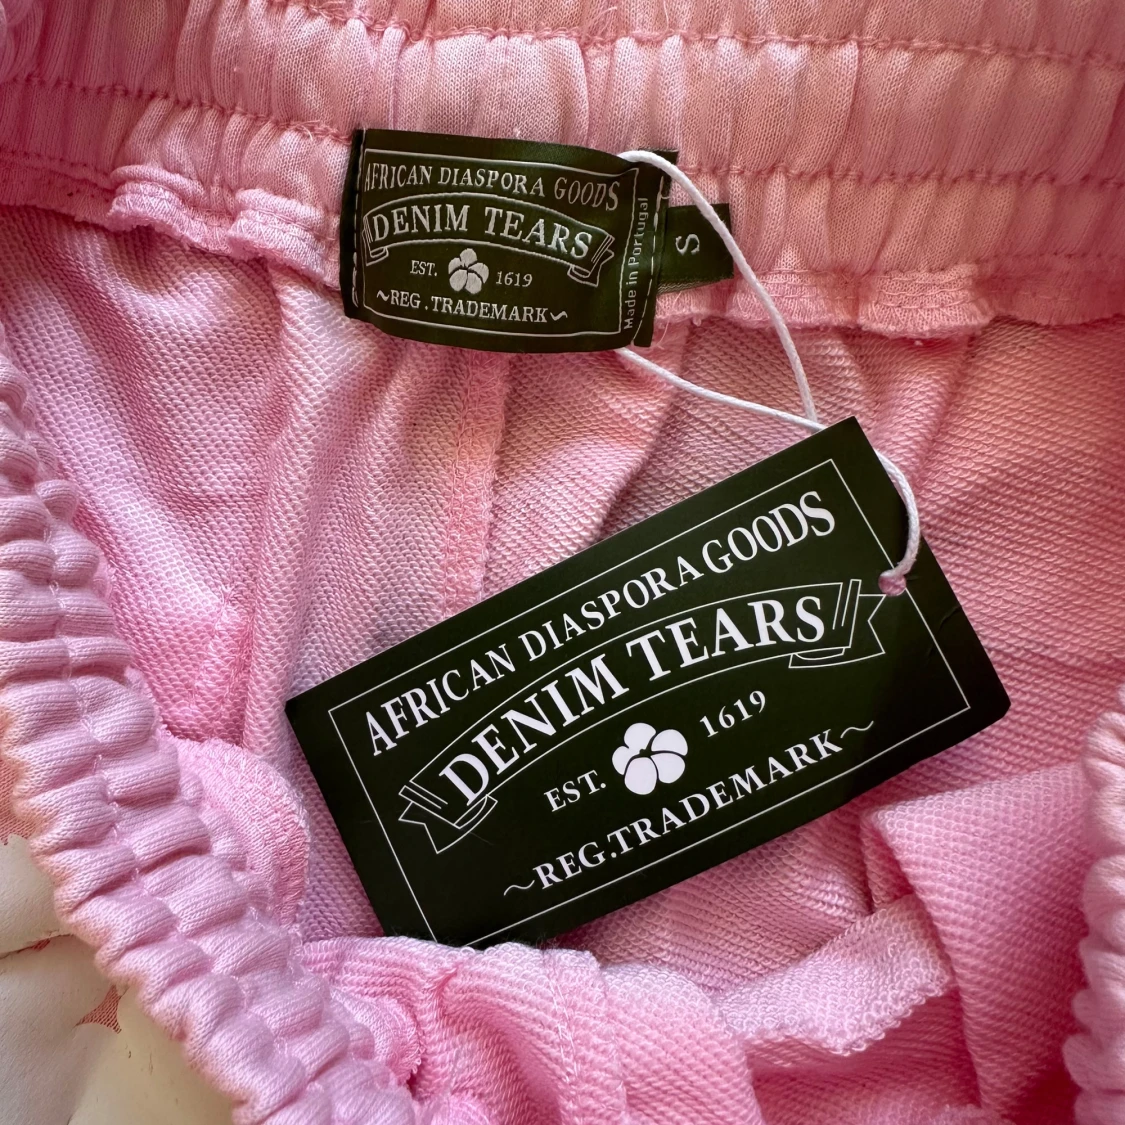 AFRICAN DIASPORA GOODS
DENIM TEARS
EST. 1619
~REG.TRADEMARK~
Made in Portugal
S
AFRICAN DIASPORA GOODS
DENIM TEARS
EST. 1619
~REG.TRADEMARK~